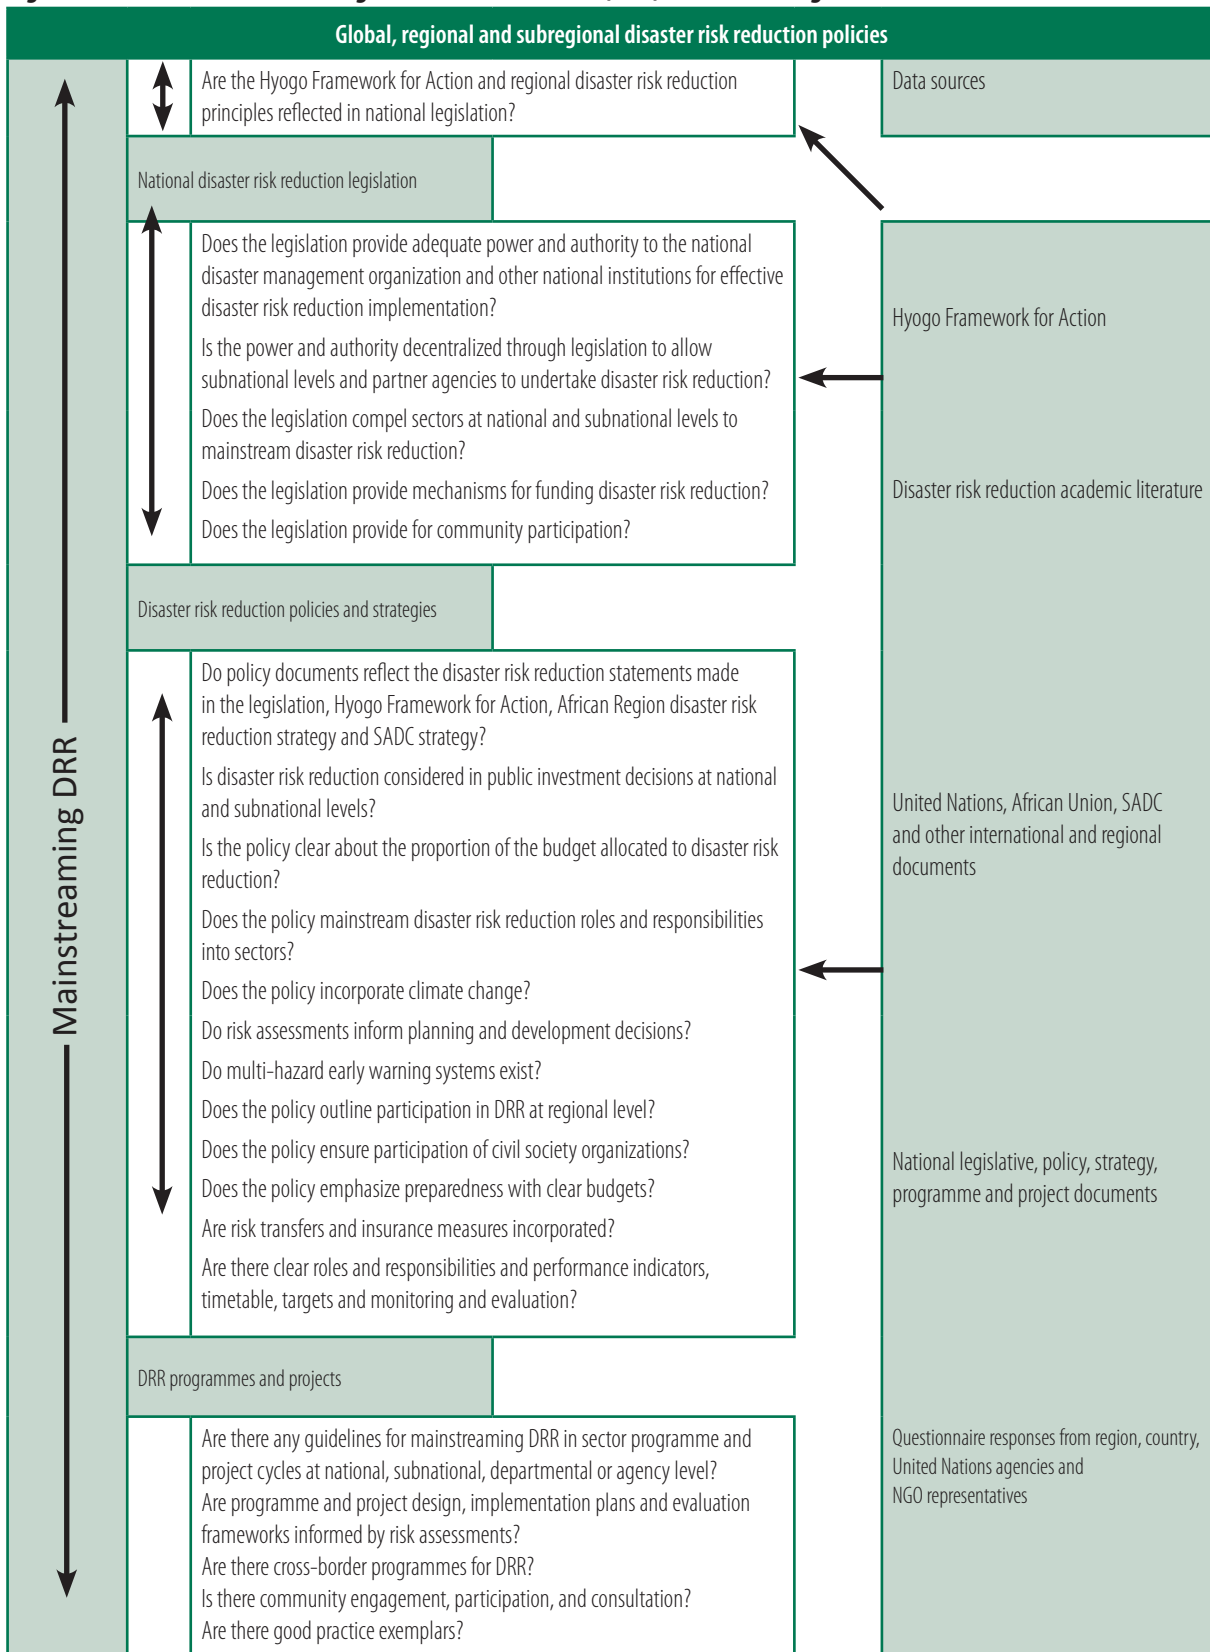 Global, regional and subregional disaster risk reduction policies
Are the Hyogo Framework for Action and regional disaster risk reduction
principles reflected in national legislation?
Data sources
National disaster risk reduction legislation
Does the legislation provide adequate power and authority to the national
disaster management organization and other national institutions for effective
disaster risk reduction implementation?
Is the power and authority decentralized through legislation to allow
subnational levels and partner agencies to undertake disaster risk reduction?
Does the legislation compel sectors at national and subnational levels to
mainstream disaster risk reduction?
Does the legislation provide mechanisms for funding disaster risk reduction?
Does the legislation provide for community participation?
Hyogo Framework for Action
Disaster risk reduction academic literature
Disaster risk reduction policies and strategies
Do policy documents reflect the disaster risk reduction statements made
in the legislation, Hyogo Framework for Action, African Region disaster risk
reduction strategy and SADC strategy?
Is disaster risk reduction considered in public investment decisions at national
and subnational levels?
Is the policy clear about the proportion of the budget allocated to disaster risk
reduction?
Does the policy mainstream disaster risk reduction roles and responsibilities
into sectors?
Does the policy incorporate climate change?
Do risk assessments inform planning and development decisions?
Do multi-hazard early warning systems exist?
Does the policy outline participation in DRR at regional level?
Does the policy ensure participation of civil society organizations?
Does the policy emphasize preparedness with clear budgets?
Are risk transfers and insurance measures incorporated?
Are there clear roles and responsibilities and performance indicators,
timetable, targets and monitoring and evaluation?
United Nations, African Union, SADC
and other international and regional
documents
National legislative, policy, strategy,
programme and project documents
Mainstreaming DRR
DRR programmes and projects
Are there any guidelines for mainstreaming DRR in sector programme and
project cycles at national, subnational, departmental or agency level?
Are programme and project design, implementation plans and evaluation
frameworks informed by risk assessments?
Are there cross-border programmes for DRR?
Is there community engagement, participation, and consultation?
Are there good practice exemplars?
Questionnaire responses from region, country,
United Nations agencies and
NGO representatives